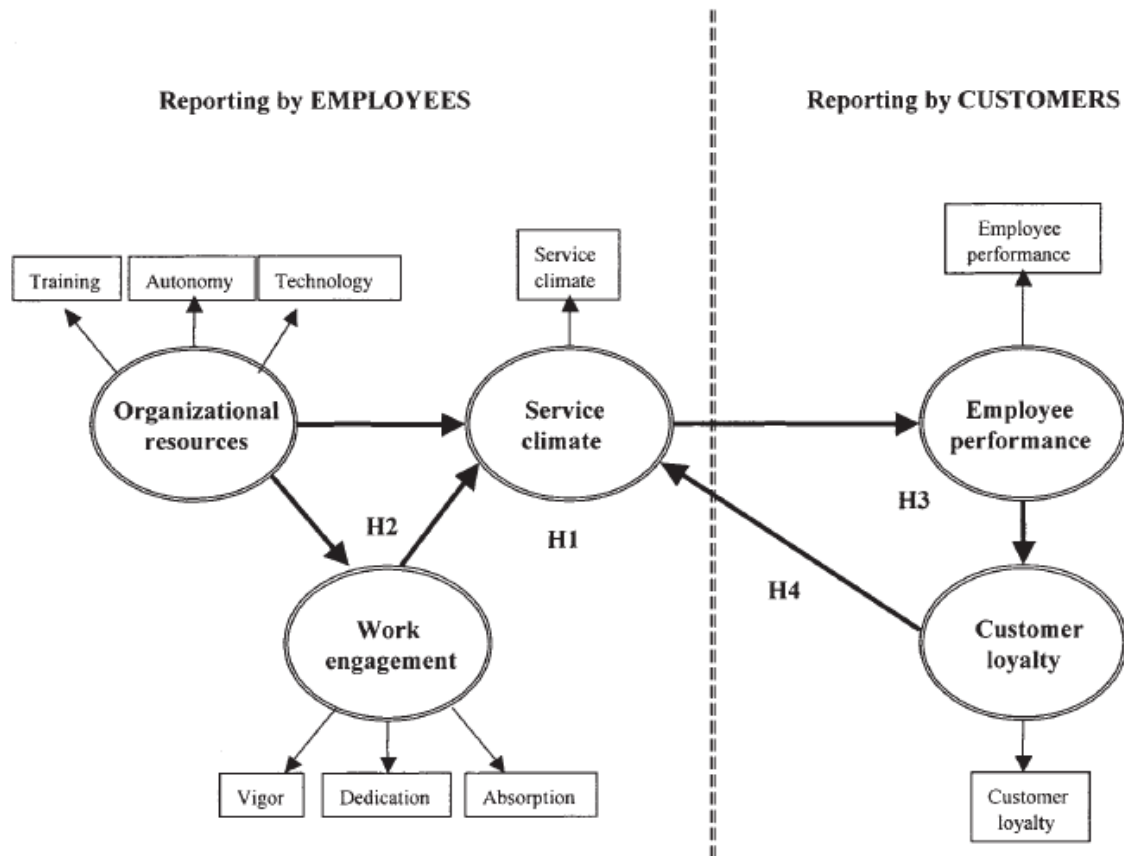 Reporting by EMPLOYEES
Reporting by CUSTOMERS
Training
Autonomy
Technology
Service
climate
Employee
performance
Organizational
resources
Service
climate
Employee
performance
H2
H1
H3
H4
Work
engagement
Customer
loyalty
Vigor
Dedication
Absorption
Customer
loyalty